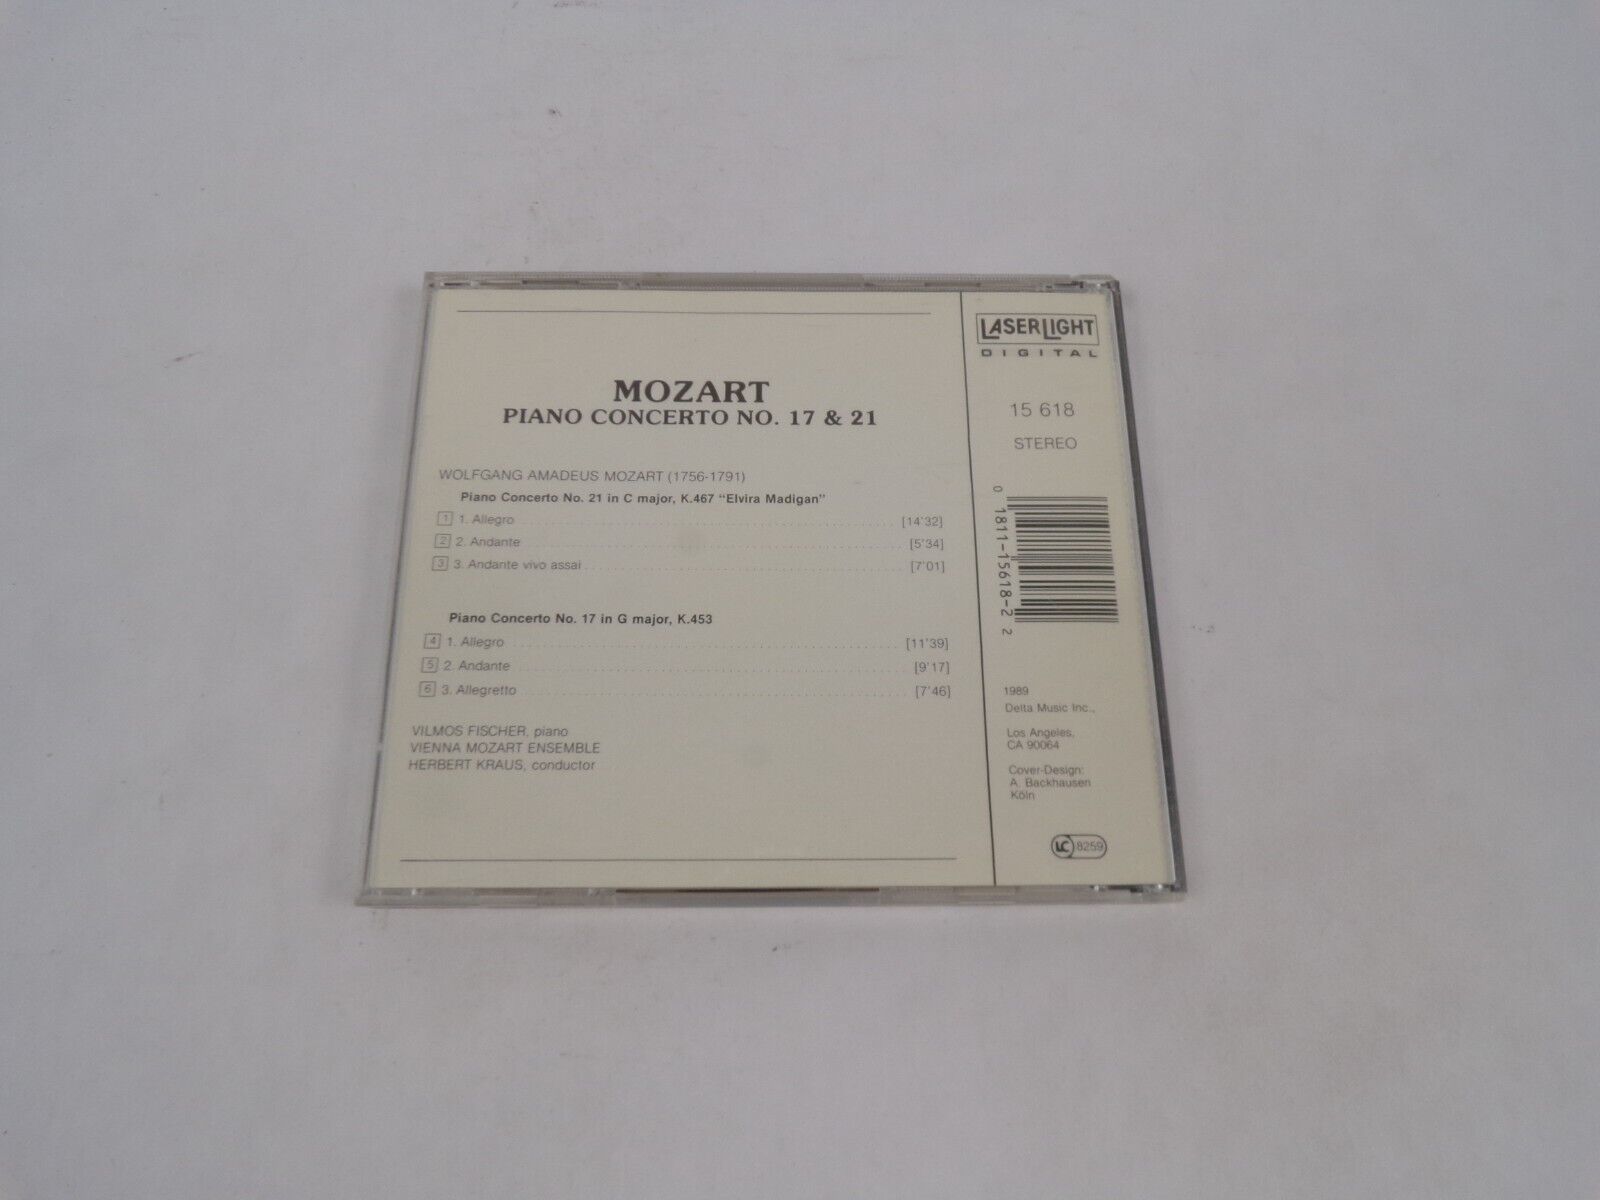 MOZART
PIANO CONCERTO NO. 17 & 21
WOLFGANG AMADEUS MOZART (1756-1791)
Piano Concerto No. 21 in C major, K.467 "Elvira Madigan"
1 1. Allegro [14'32]
2 2. Andante [5'34]
3 3. Andante vivo assai [7'01]
Piano Concerto No. 17 in G major, K.453
4 1. Allegro [11'39]
5 2. Andante [9'17]
6 3. Allegretto [7'46]
VILMOS FISCHER, piano
VIENNA MOZART ENSEMBLE
HERBERT KRAUS, conductor
LASERLIGHT
DIGITAL
15 618
STEREO
0 1811-15618-2 2
1989
Delta Music Inc.,
Los Angeles,
CA 90064
Cover-Design:
A. Backhausen
Köln
LC 8259